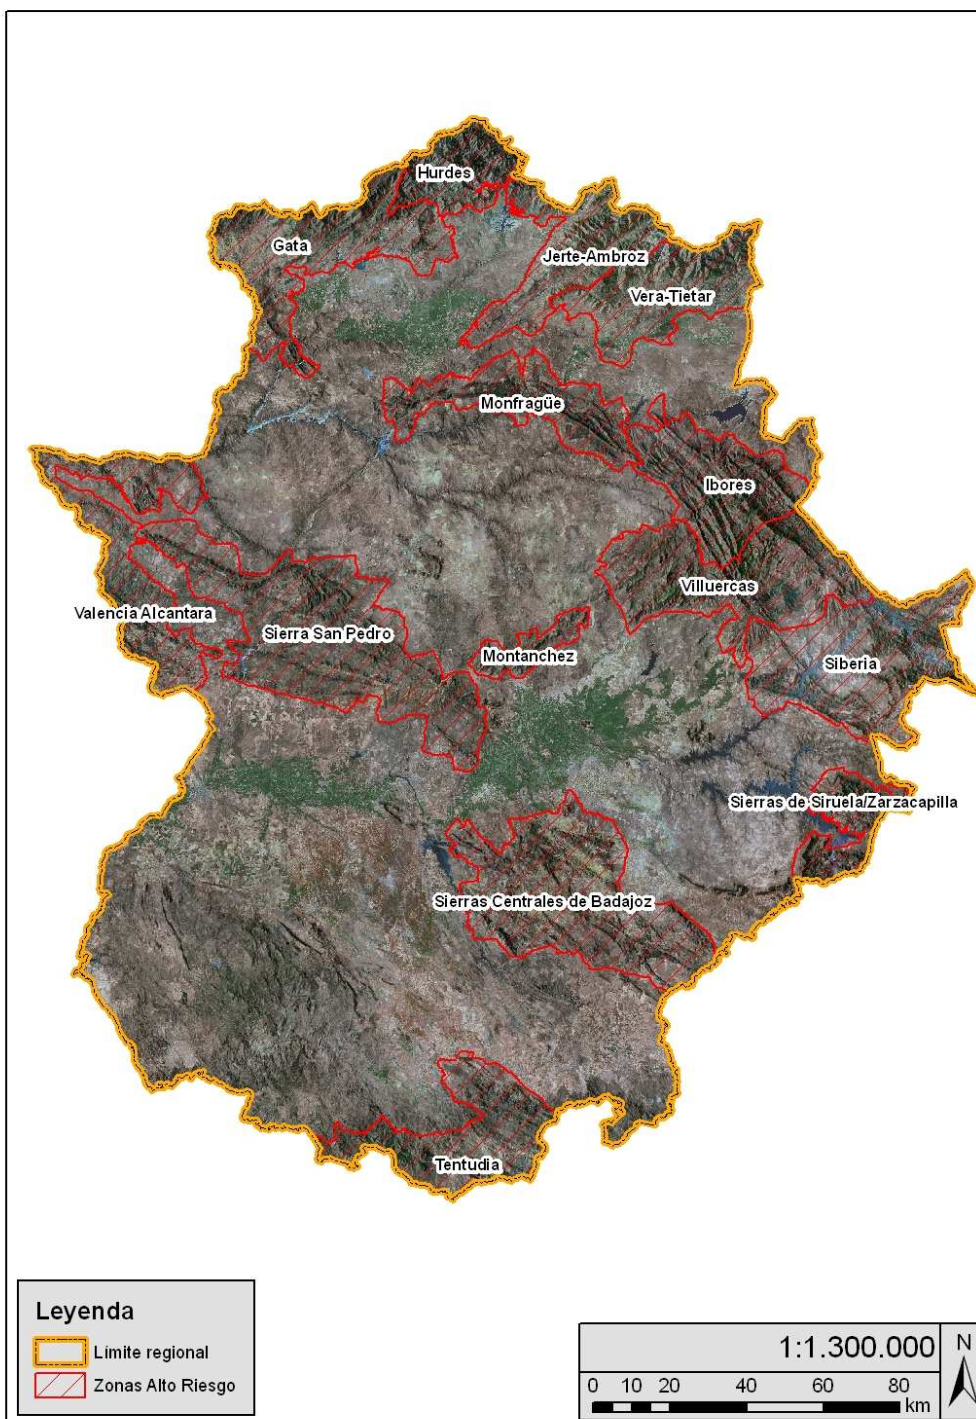 Hurdes
Gata
Jerte-Ambroz
Vera-Tietar
Monfragüe
Ibores
Villuercas
Valencia Alcantara
Sierra San Pedro
Montanchez
Siberia
Sierras de Siruela/Zarzacapilla
Sierras Centrales de Badajoz
Tentudia
Leyenda
Límite regional
Zonas Alto Riesgo
1:1.300.000
N
0 10 20 40 60 80
km